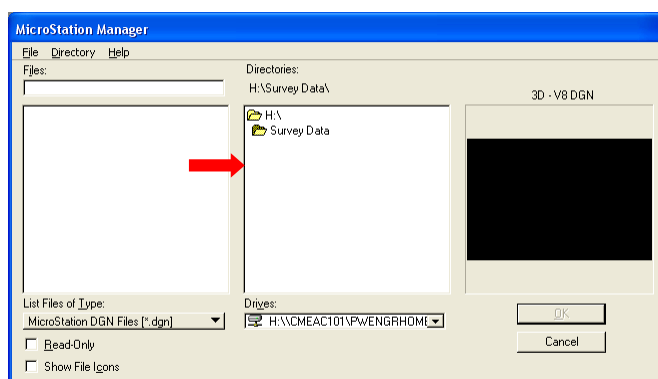 MicroStation Manager
File Directory Help
Files:
Directories:
H:\Survey Data\
3D - V8 DGN
H:\
Survey Data
List Files of Type:
Drives:
MicroStation DGN Files [*.dgn]
H:\\CMEAC101\PWENGRHOME
OK
Read-Only
Cancel
Show File Icons